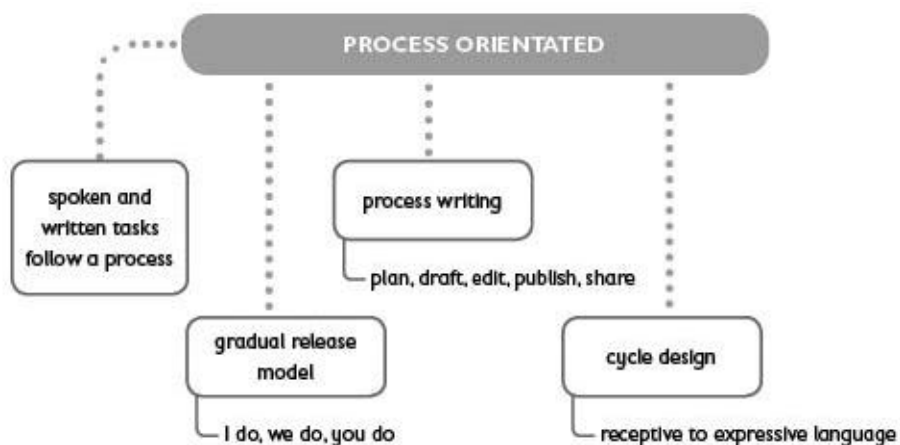 PROCESS ORIENTATED
spoken and
written tasks
follow a process
process writing
plan, draft, edit, publish, share
gradual release
model
I do, we do, you do
cycle design
receptive to expressive language